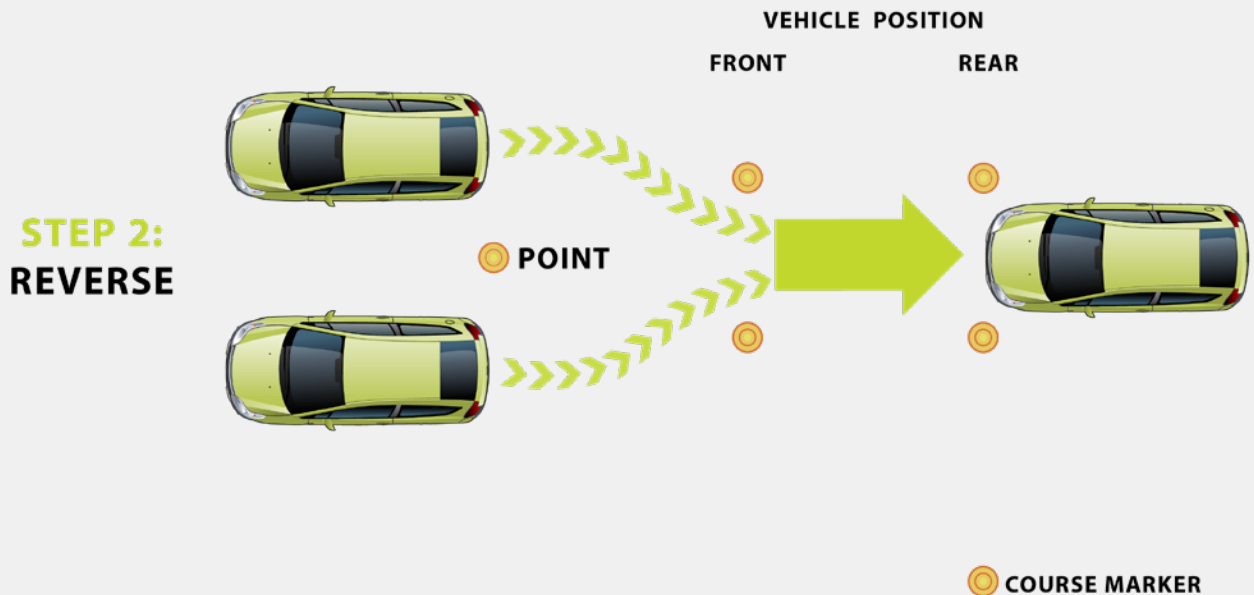 VEHICLE POSITION
FRONT REAR
STEP 2:
REVERSE
POINT
COURSE MARKER